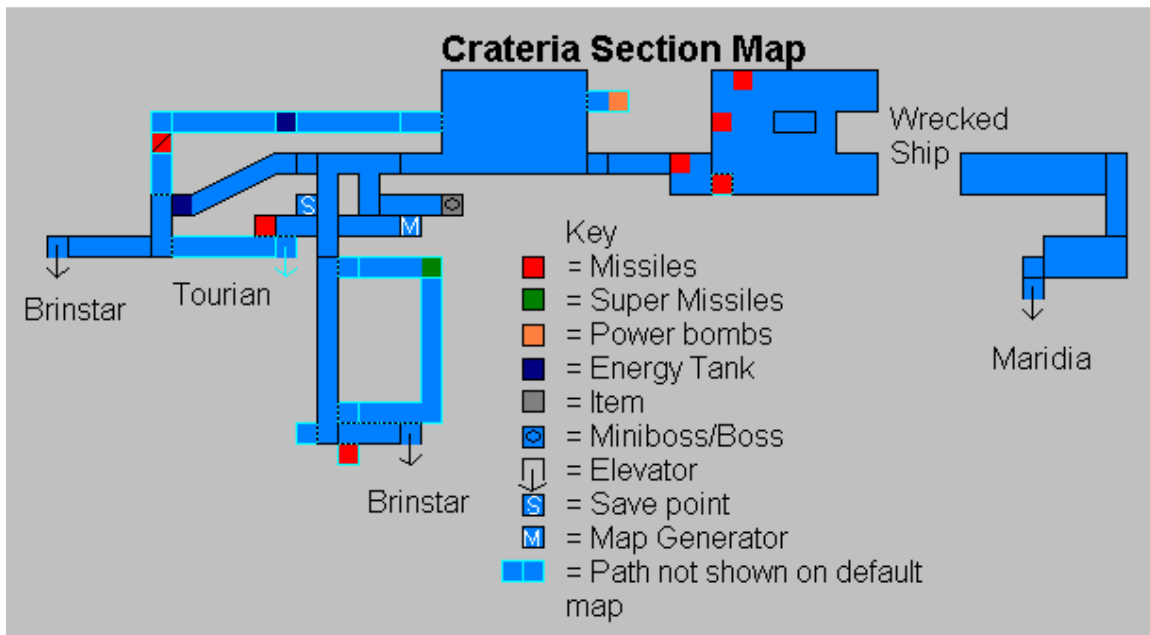 Crateria Section Map
Wrecked
Ship
S
M
Key
= Missiles
= Super Missiles
= Power bombs
= Energy Tank
= Item
= Miniboss/Boss
= Elevator
S = Save point
M = Map Generator
= Path not shown on default
map
Brinstar
Tourian
Brinstar
Maridia